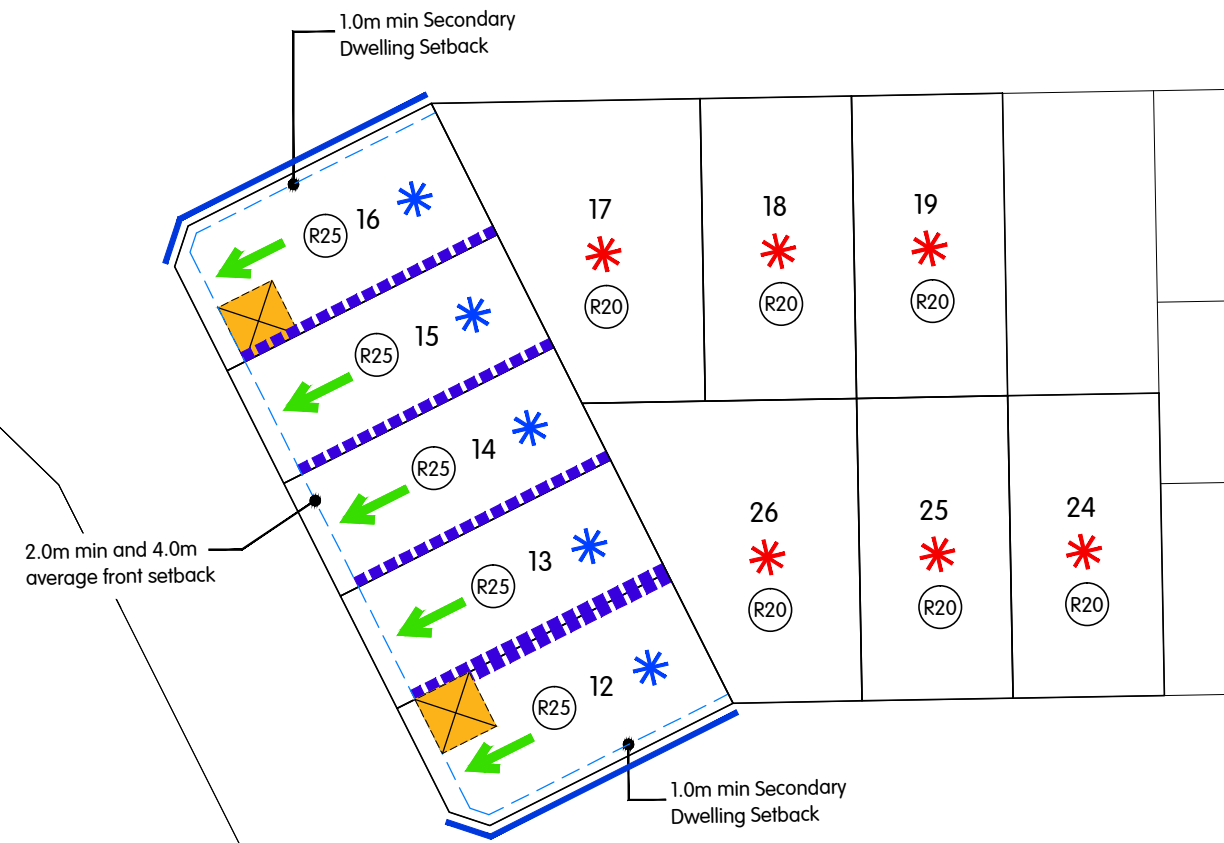 1.0m min Secondary
Dwelling Setback
16
R25
17
R20
18
R20
19
R20
15
R25
14
R25
2.0m min and 4.0m
average front setback
13
R25
26
R20
25
R20
24
R20
12
R25
1.0m min Secondary
Dwelling Setback